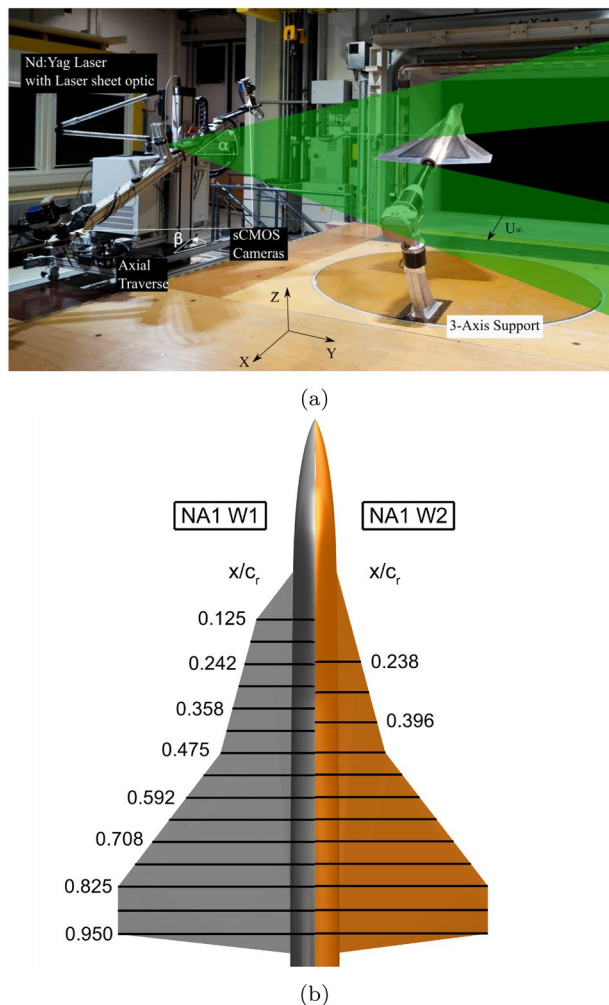 Nd:Yag Laser
with Laser sheet optic
α
β
sCMOS
Cameras
Axial
Traverse
U∞
Z
X
Y
3-Axis Support
(a)
NA1 W1
NA1 W2
x/cᵣ
x/cᵣ
0.125
0.242
0.238
0.358
0.396
0.475
0.592
0.708
0.825
0.950
(b)